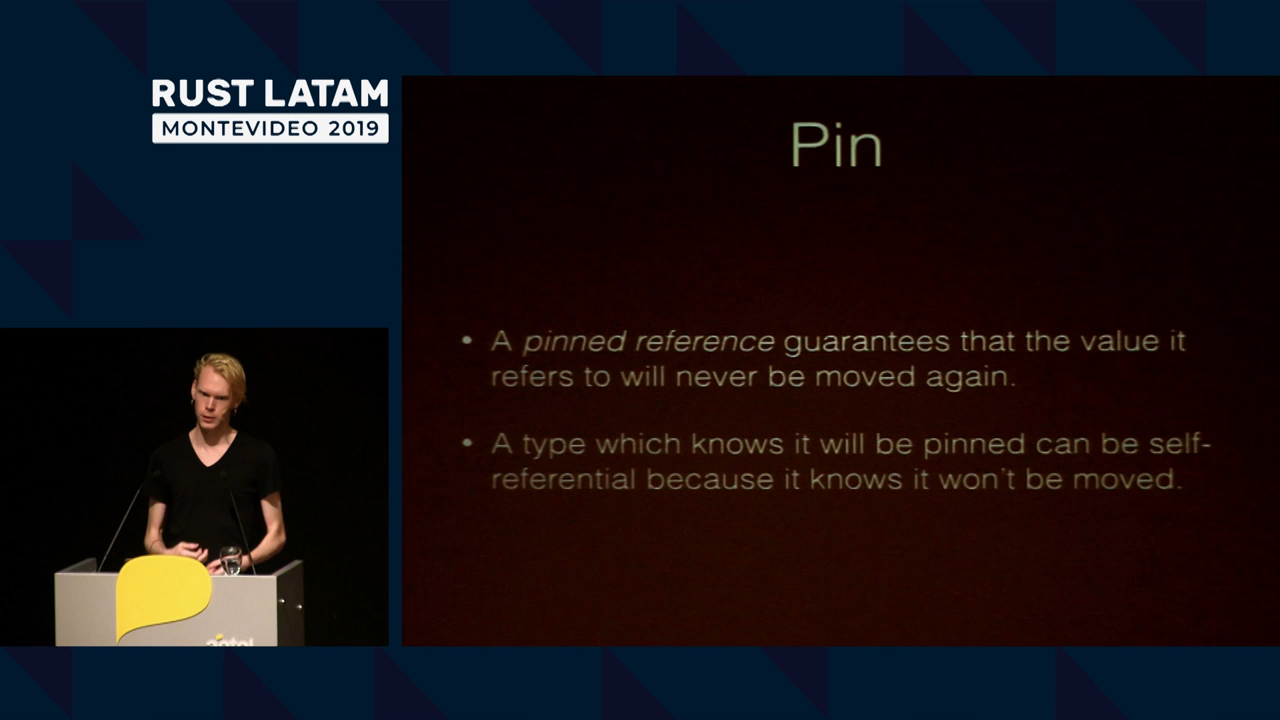 RUST LATAM
MONTEVIDEO 2019
Pin
• A pinned reference guarantees that the value it
refers to will never be moved again.
• A type which knows it will be pinned can be self-
referential because it knows it won't be moved.
antel